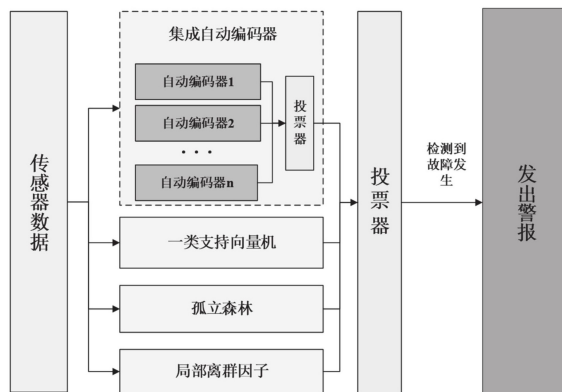 传感器数据
集成自动编码器
自动编码器1
自动编码器2
· · ·
自动编码器n
投票器
一类支持向量机
孤立森林
局部离群因子
投票器
检测到
故障发
生
发出警报